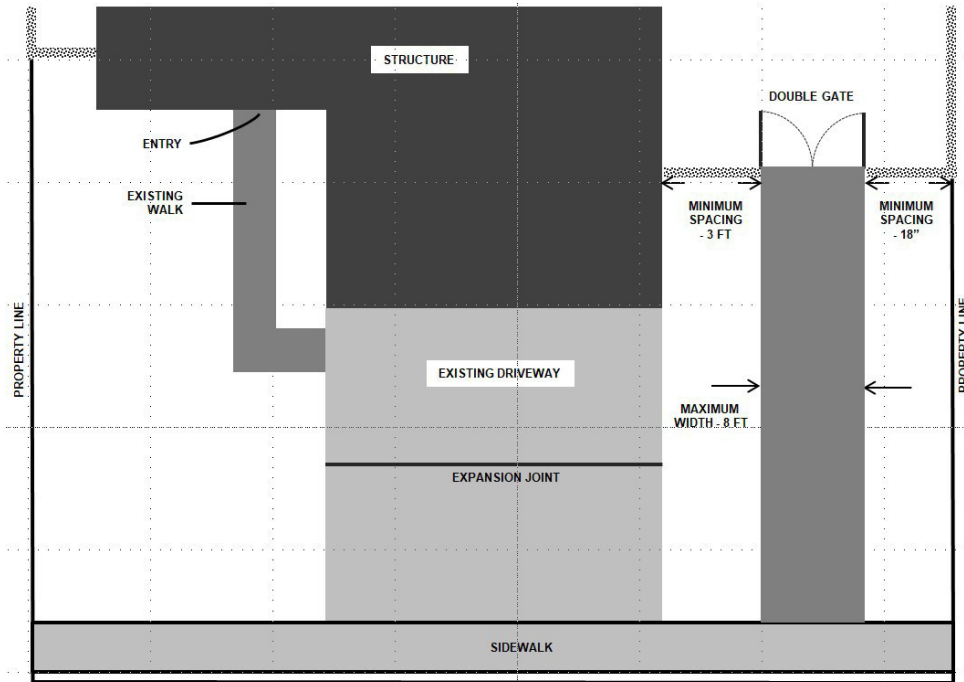 STRUCTURE
DOUBLE GATE
ENTRY
EXISTING
WALK
MINIMUM
SPACING
- 3 FT
MINIMUM
SPACING
- 18”
PROPERTY LINE
EXISTING DRIVEWAY
PROPERTY LINE
MAXIMUM
WIDTH - 8 FT
EXPANSION JOINT
SIDEWALK